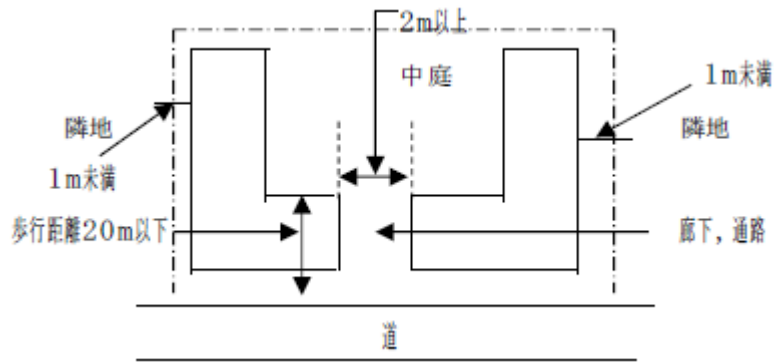 2m以上
中庭
1m未満
隣地
隣地
1m未満
歩行距離20m以下
廊下，通路
道